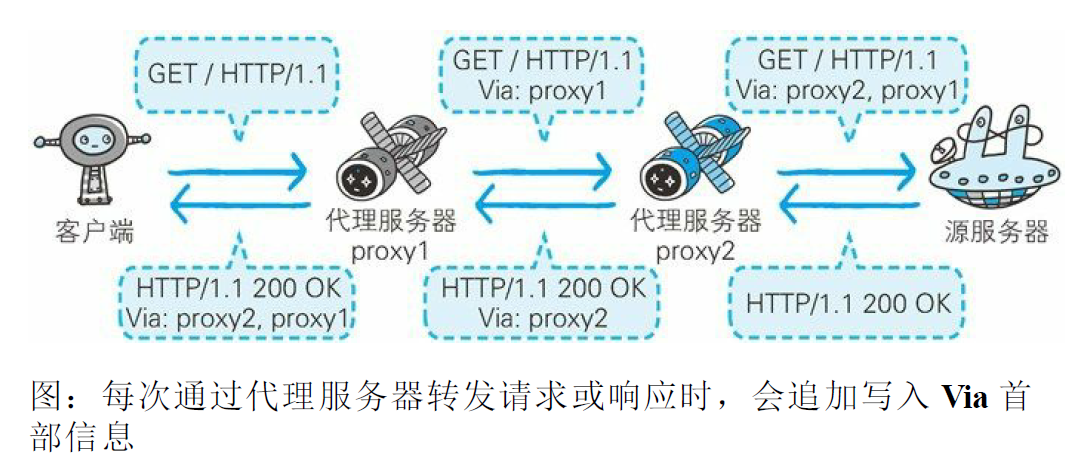 GET / HTTP/1.1
GET / HTTP/1.1
Via: proxy1
GET / HTTP/1.1
Via: proxy2, proxy1
客户端
代理服务器
proxy1
代理服务器
proxy2
源服务器
HTTP/1.1 200 OK
Via: proxy2, proxy1
HTTP/1.1 200 OK
Via: proxy2
HTTP/1.1 200 OK
图：每次通过代理服务器转发请求或响应时，会追加写入 Via 首
部信息